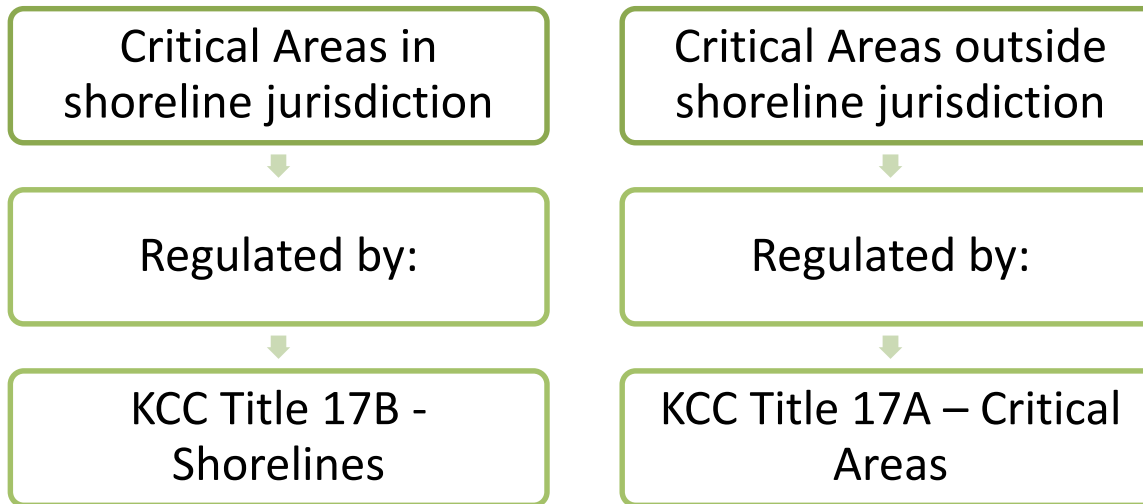 Critical Areas in
shoreline jurisdiction
Regulated by:
KCC Title 17B -
Shorelines
Critical Areas outside
shoreline jurisdiction
Regulated by:
KCC Title 17A – Critical
Areas